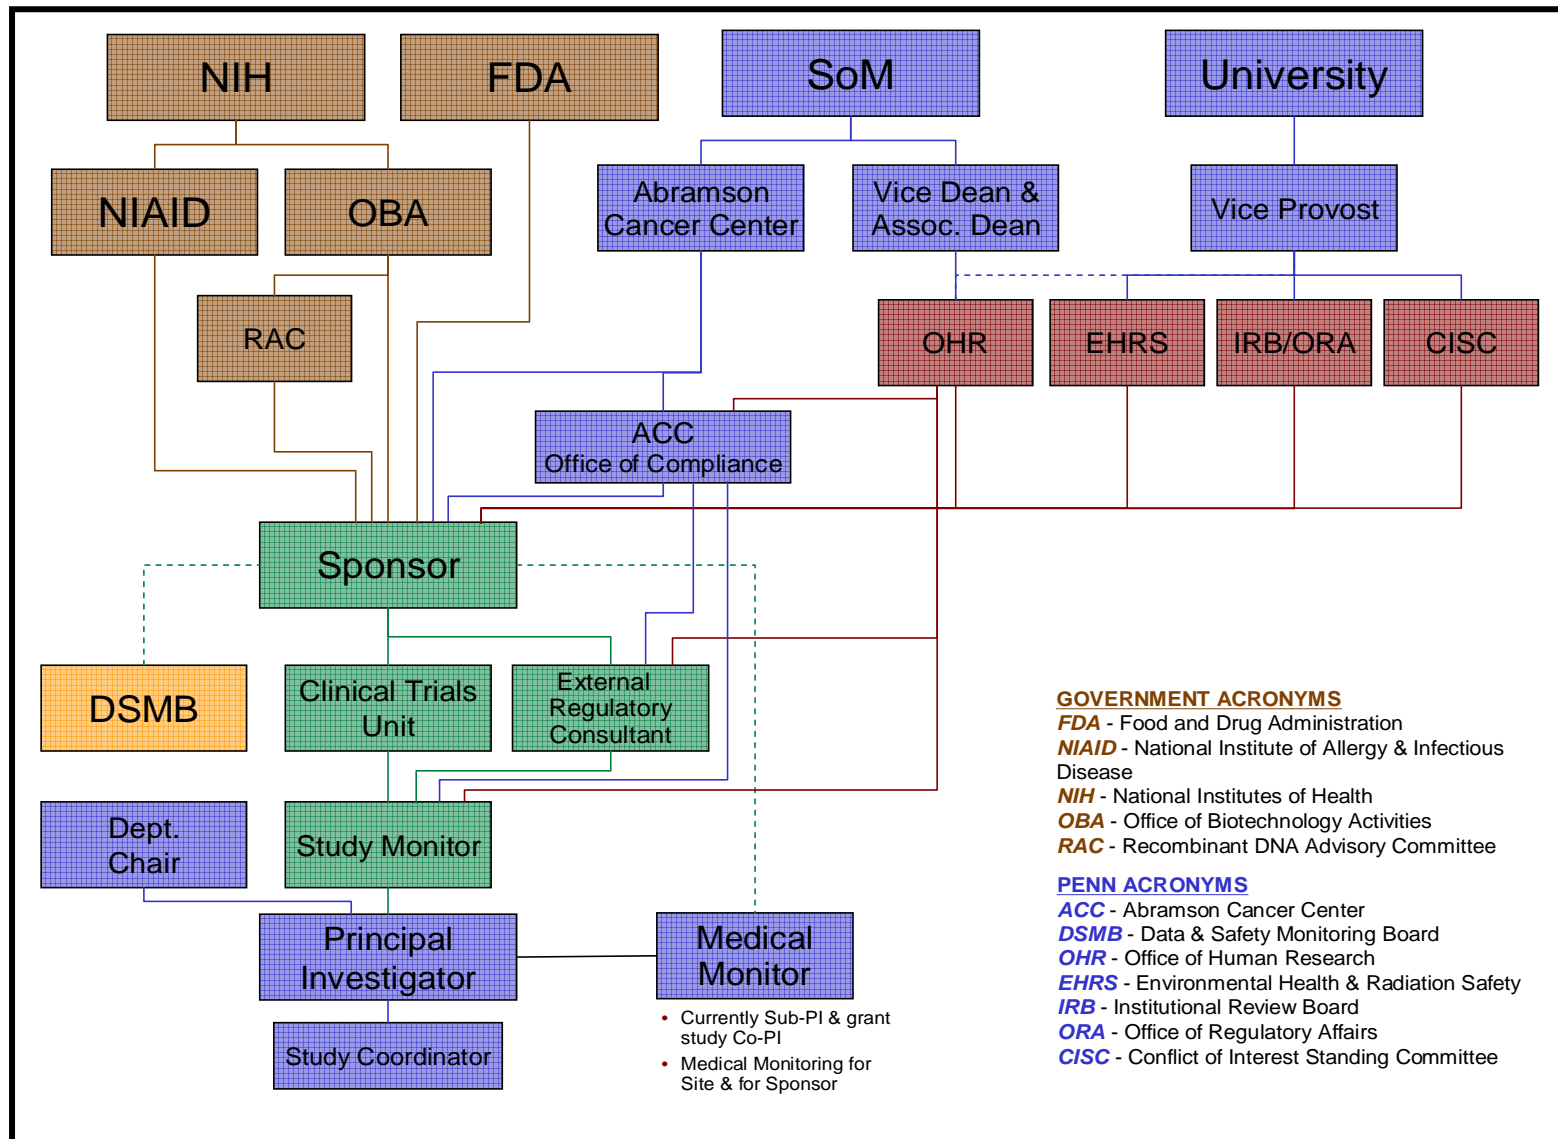 NIH
FDA
SoM
University
NIAID
OBA
Abramson
Cancer Center
Vice Dean &
Assoc. Dean
Vice Provost
RAC
OHR
EHRS
IRB/ORA
CISC
ACC
Office of Compliance
Sponsor
DSMB
Clinical Trials
Unit
External
Regulatory
Consultant
Dept.
Chair
Study Monitor
Principal
Investigator
Medical
Monitor
Study Coordinator
• Currently Sub-PI & grant
study Co-PI
• Medical Monitoring for
Site & for Sponsor
GOVERNMENT ACRONYMS
FDA - Food and Drug Administration
NIAID - National Institute of Allergy & Infectious
Disease
NIH - National Institutes of Health
OBA - Office of Biotechnology Activities
RAC - Recombinant DNA Advisory Committee
PENN ACRONYMS
ACC - Abramson Cancer Center
DSMB - Data & Safety Monitoring Board
OHR - Office of Human Research
EHRS - Environmental Health & Radiation Safety
IRB - Institutional Review Board
ORA - Office of Regulatory Affairs
CISC - Conflict of Interest Standing Committee